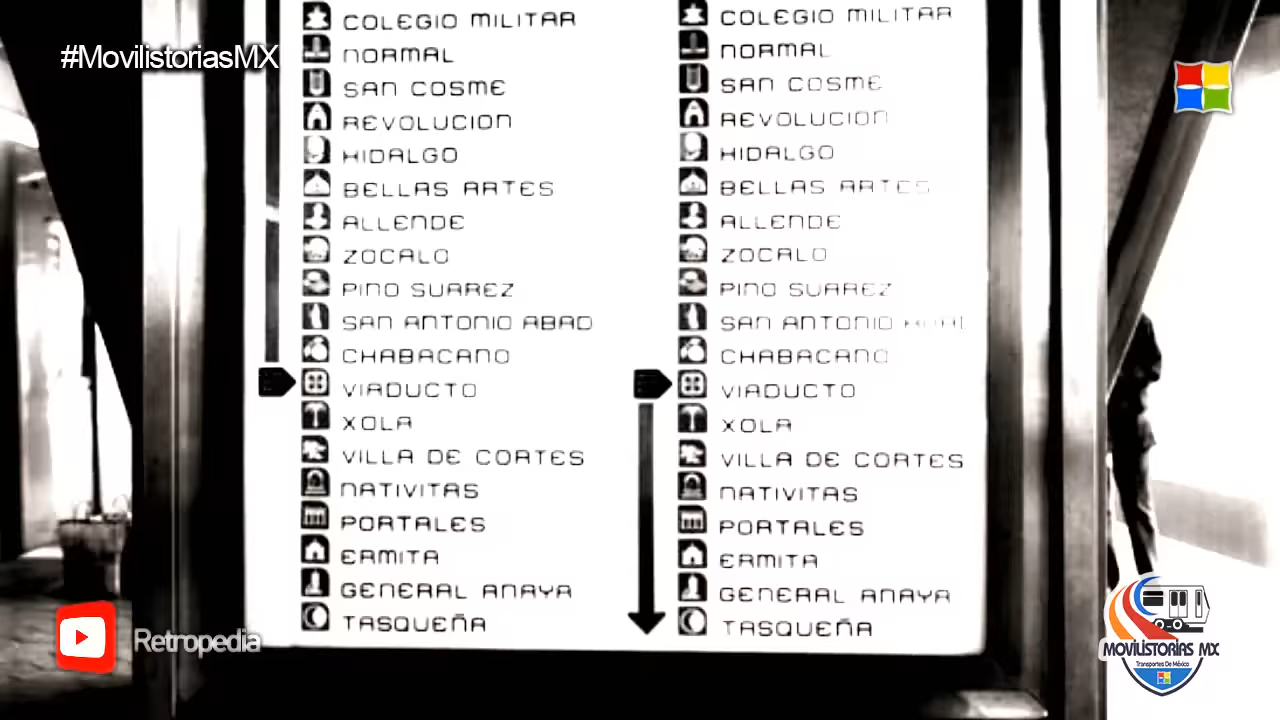 #MovilistoriasMX
COLEGIO MILITAR
NORMAL
SAN COSME
REVOLUCION
HIDALGO
BELLAS ARTES
ALLENDE
ZOCALO
PINO SUAREZ
SAN ANTONIO ABAD
CHABACANO
VIADUCTO
XOLA
VILLA DE CORTES
NATIVITAS
PORTALES
ERMITA
GENERAL ANAYA
TASQUEÑA
COLEGIO MILITAR
NORMAL
SAN COSME
REVOLUCION
HIDALGO
BELLAS ARTES
ALLENDE
ZOCALO
PINO SUAREZ
SAN ANTONIO
CHABACANO
VIADUCTO
XOLA
VILLA DE CORTES
NATIVITAS
PORTALES
ERMITA
GENERAL ANAYA
TASQUEÑA
Retropedia
MOVILISTORIAS MX
Transportes De México